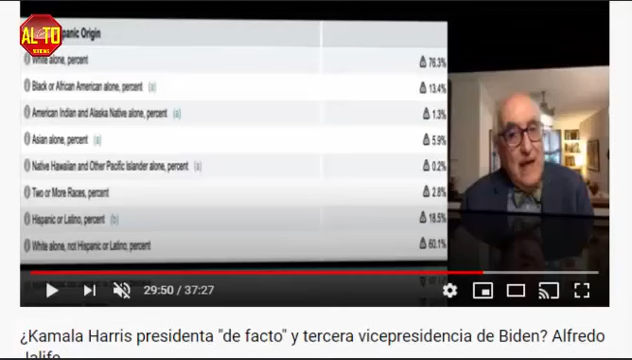 AL TO
panic Origin
White alone, percent 76.3%
Black or African American alone, percent (a) 13.4%
American Indian and Alaska Native alone, percent (a) 1.3%
Asian alone, percent (a) 5.9%
Native Hawaiian and Other Pacific Islander alone, percent (a) 0.2%
Two or More Races, percent 2.8%
Hispanic or Latino, percent (b) 18.5%
White alone, not Hispanic or Latino, percent 60.1%
29:50 / 37:27
¿Kamala Harris presidenta "de facto" y tercera vicepresidencia de Biden? Alfredo
Jalife